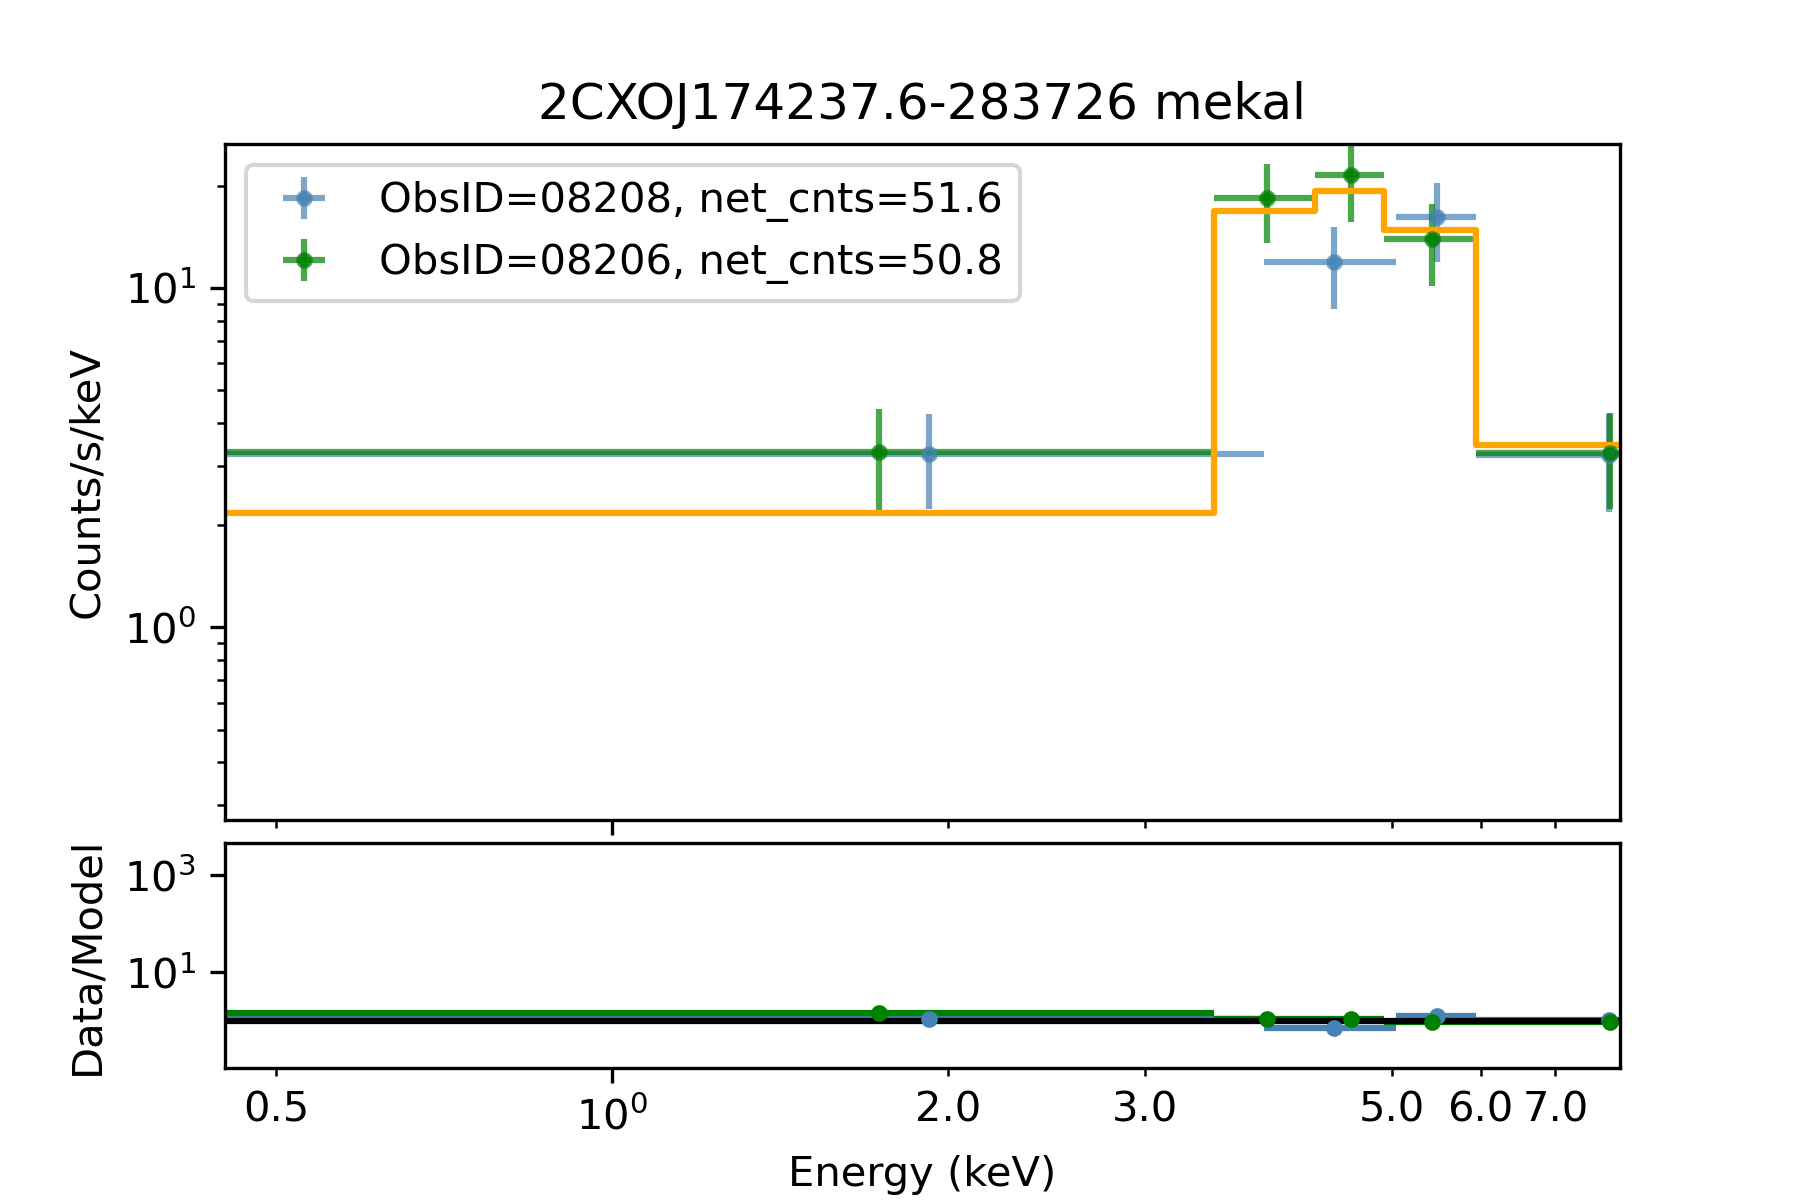 2CXOJ174237.6-283726 mekal
ObsID=08208, net_cnts=51.6
ObsID=08206, net_cnts=50.8
Counts/s/keV
10¹
10⁰
Data/Model
10³
10¹
0.5 10⁰ 2.0 3.0 5.0 6.0 7.0
Energy (keV)